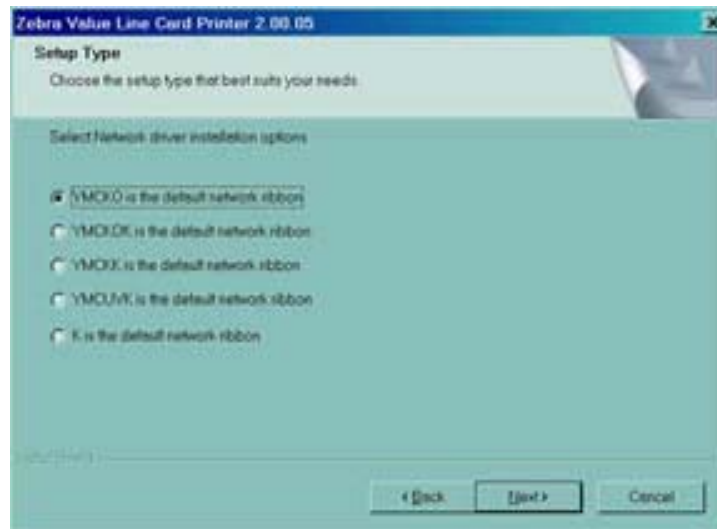 Zebra Value Line Card Printer 2.00.05
Setup Type
Choose the setup type that best suits your needs.
Select Network driver installation options
YMCKO is the default network ribbon
YMCKOK is the default network ribbon
YMCKK is the default network ribbon
YMCUVK is the default network ribbon
K is the default network ribbon
InstallShield
< Back
Next >
Cancel